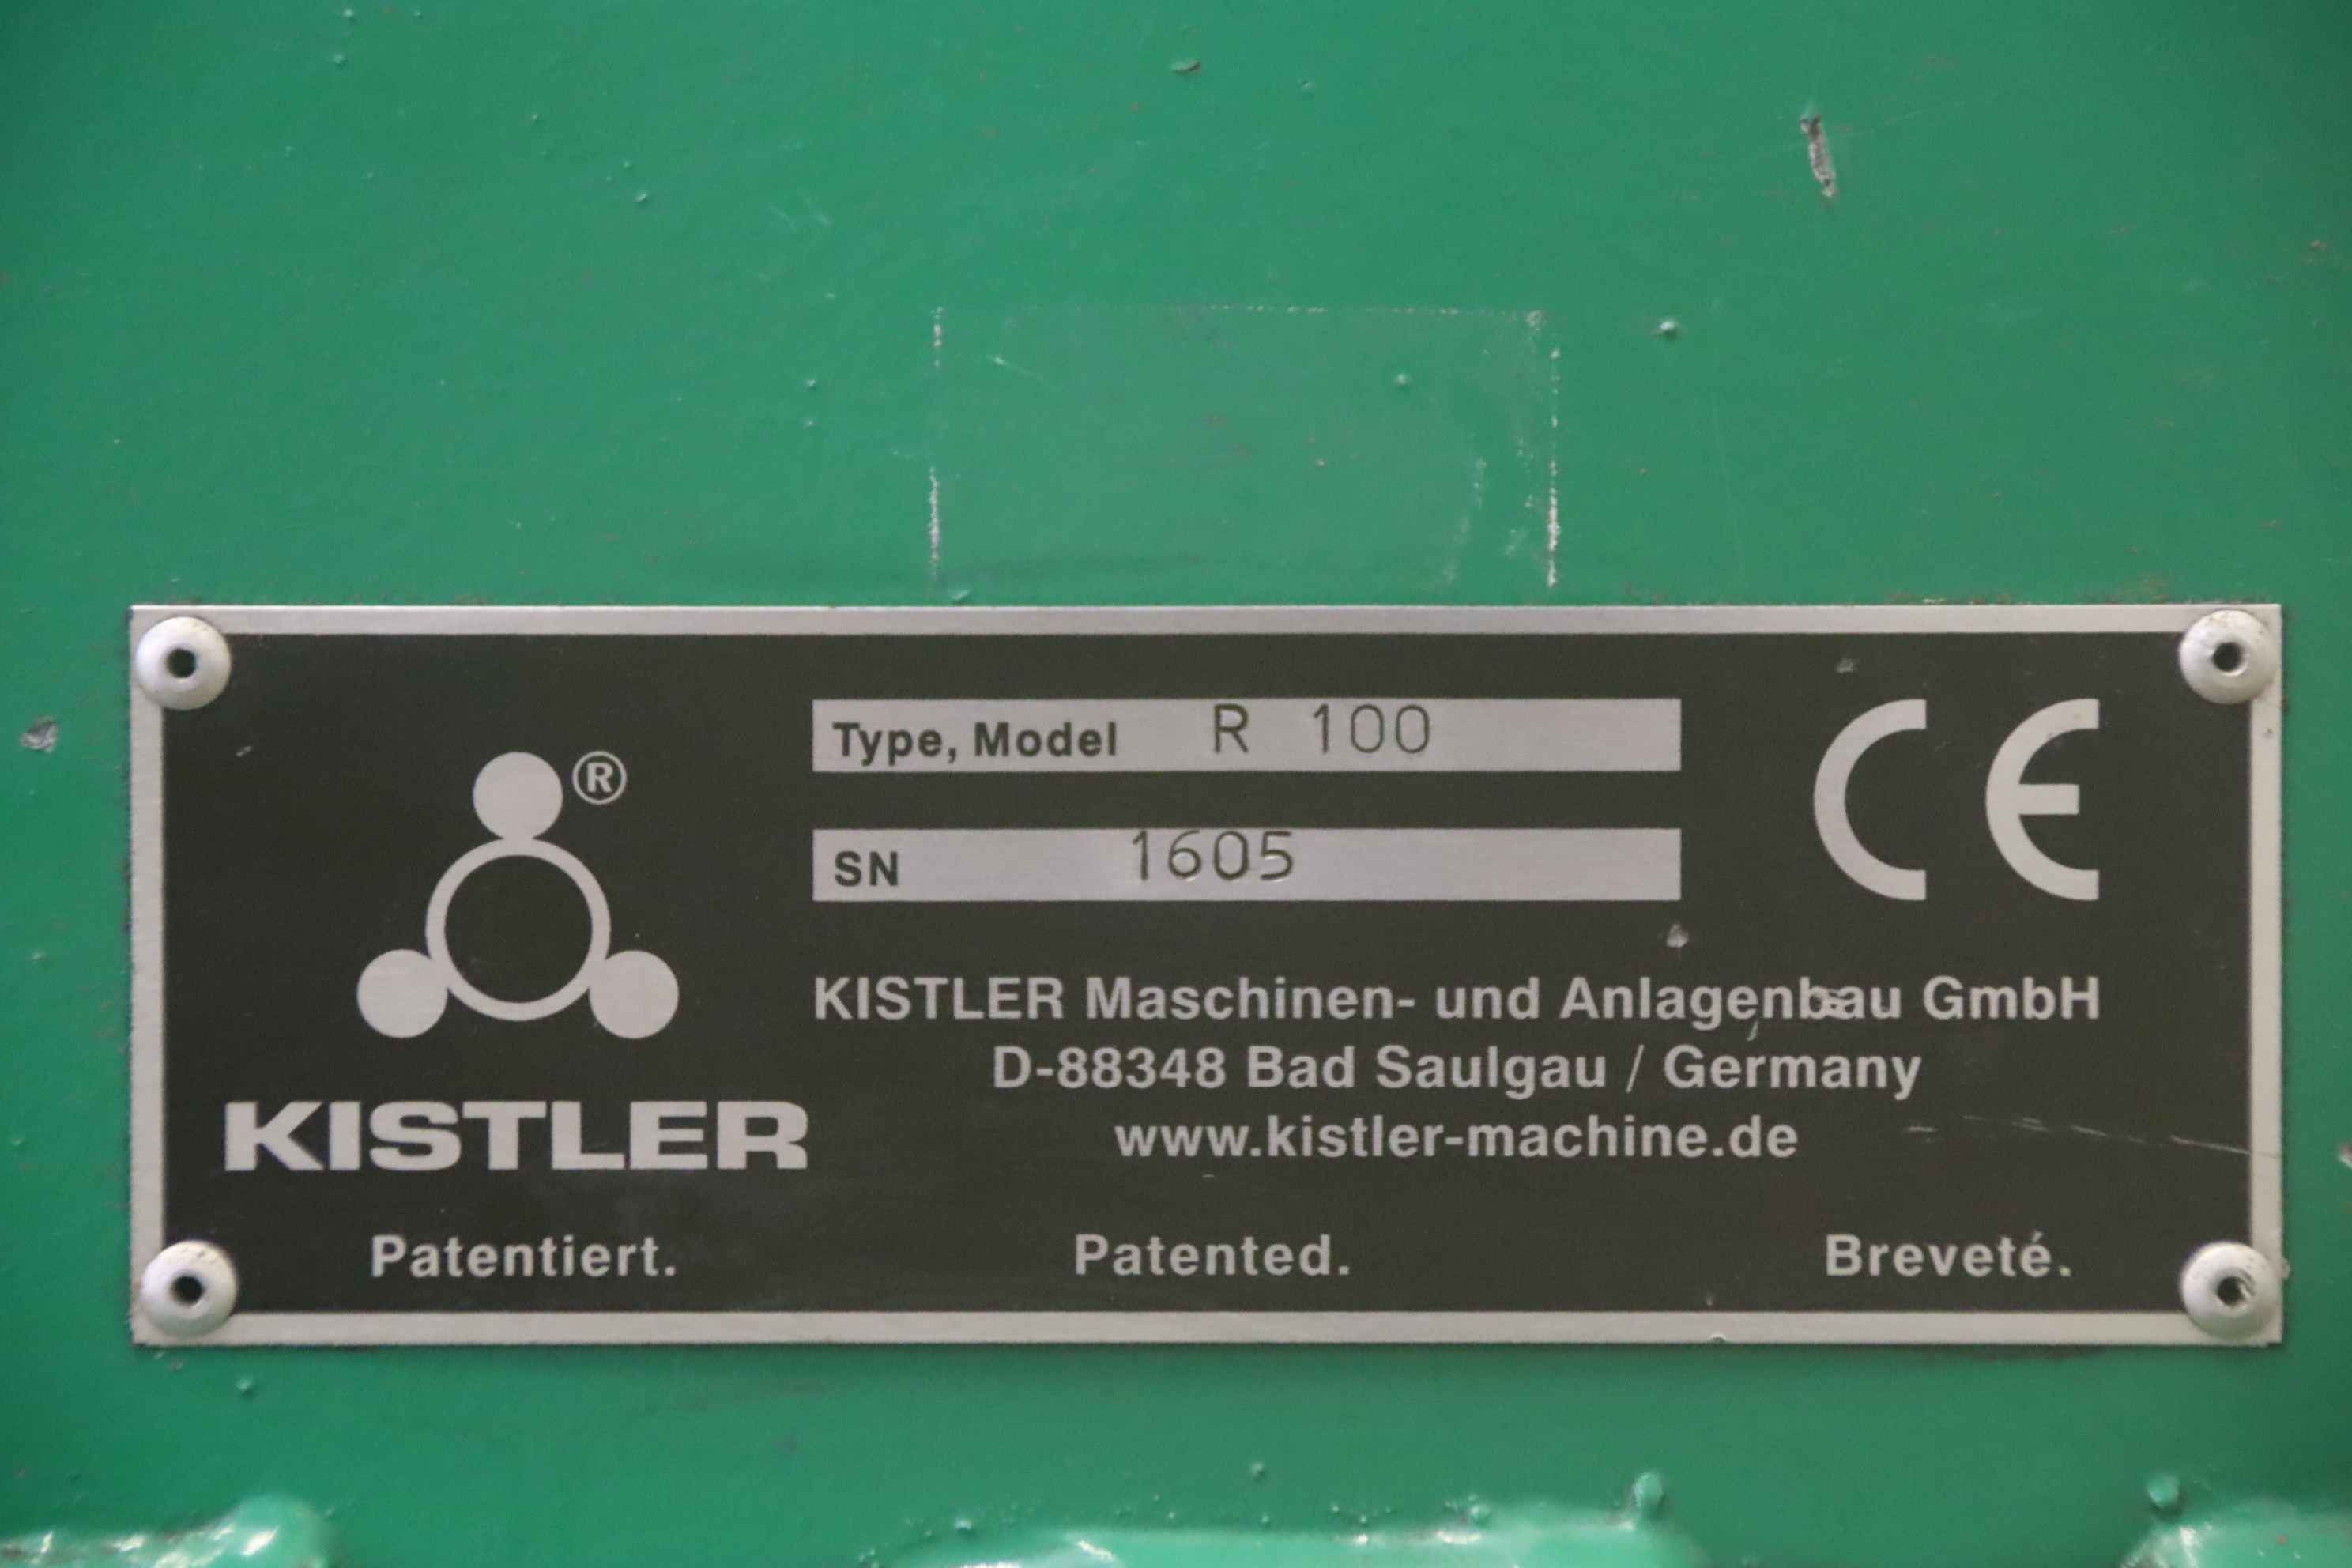 Type, Model R 100
SN 1605
CE
®
KISTLER
KISTLER Maschinen- und Anlagenbau GmbH
D-88348 Bad Saulgau / Germany
www.kistler-machine.de
Patentiert. Patented. Breveté.